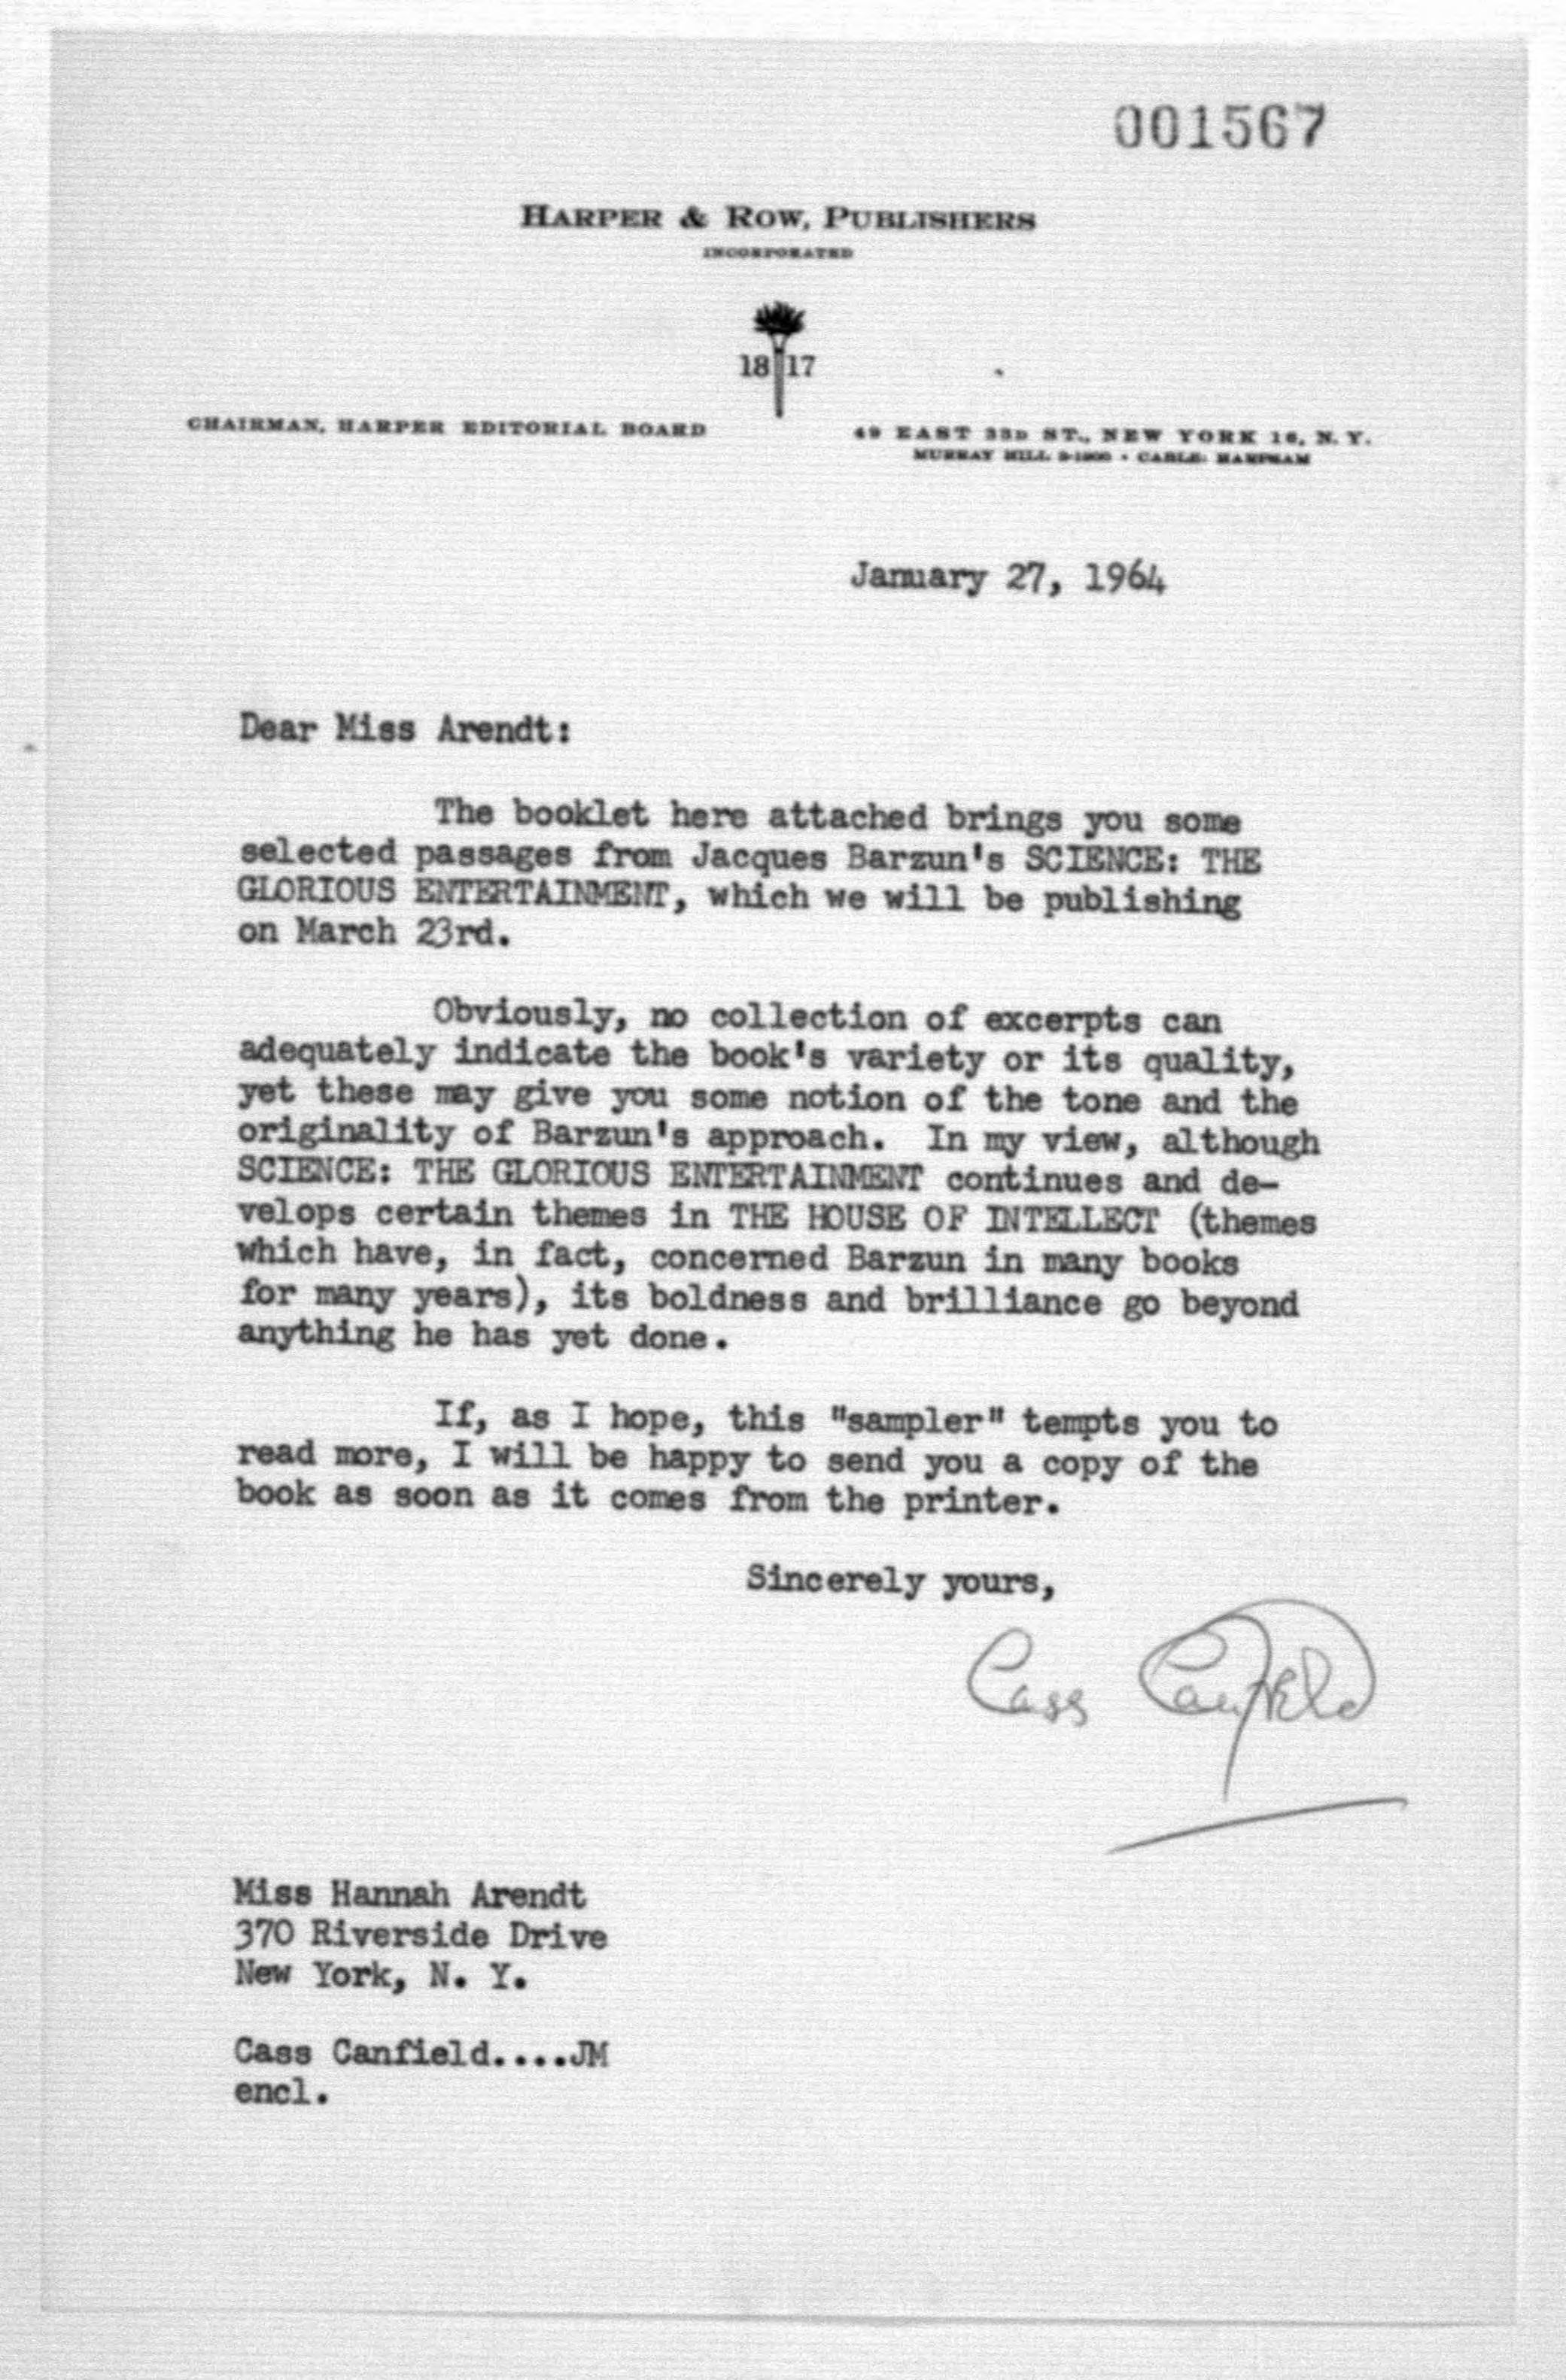 001567
HARPER & ROW, PUBLISHERS
INCORPORATED
18 17
CHAIRMAN, HARPER EDITORIAL BOARD
49 EAST 33D ST., NEW YORK 16, N. Y.
MURRAY HILL 3-1900 · CABLE: HARPSAM
January 27, 1964
Dear Miss Arendt:
The booklet here attached brings you some
selected passages from Jacques Barzun's SCIENCE: THE
GLORIOUS ENTERTAINMENT, which we will be publishing
on March 23rd.
Obviously, no collection of excerpts can
adequately indicate the book's variety or its quality,
yet these may give you some notion of the tone and the
originality of Barzun's approach. In my view, although
SCIENCE: THE GLORIOUS ENTERTAINMENT continues and de-
velops certain themes in THE HOUSE OF INTELLECT (themes
which have, in fact, concerned Barzun in many books
for many years), its boldness and brilliance go beyond
anything he has yet done.
If, as I hope, this "sampler" tempts you to
read more, I will be happy to send you a copy of the
book as soon as it comes from the printer.
Sincerely yours,
Cass Canfield
Miss Hannah Arendt
370 Riverside Drive
New York, N. Y.
Cass Canfield....JM
encl.